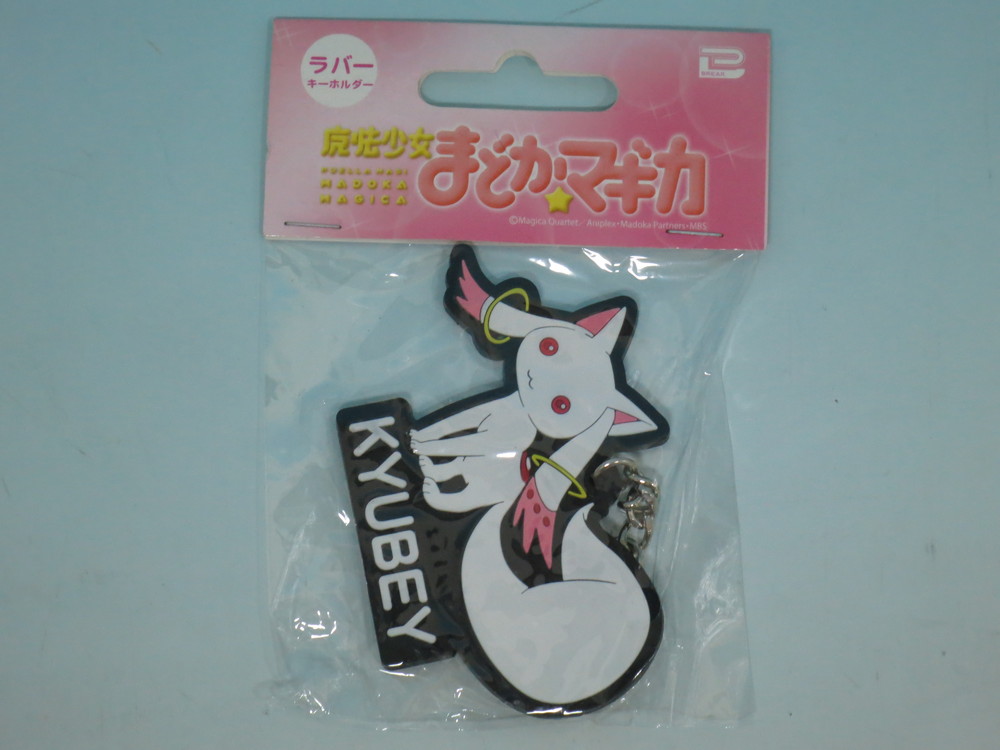 ラバー
キーホルダー
魔法少女
まどか☆マギカ
PUELLA MAGI
MADOKA
MAGICA
©Magica Quartet／Aniplex・Madoka Partners・MBS
KYUBEY